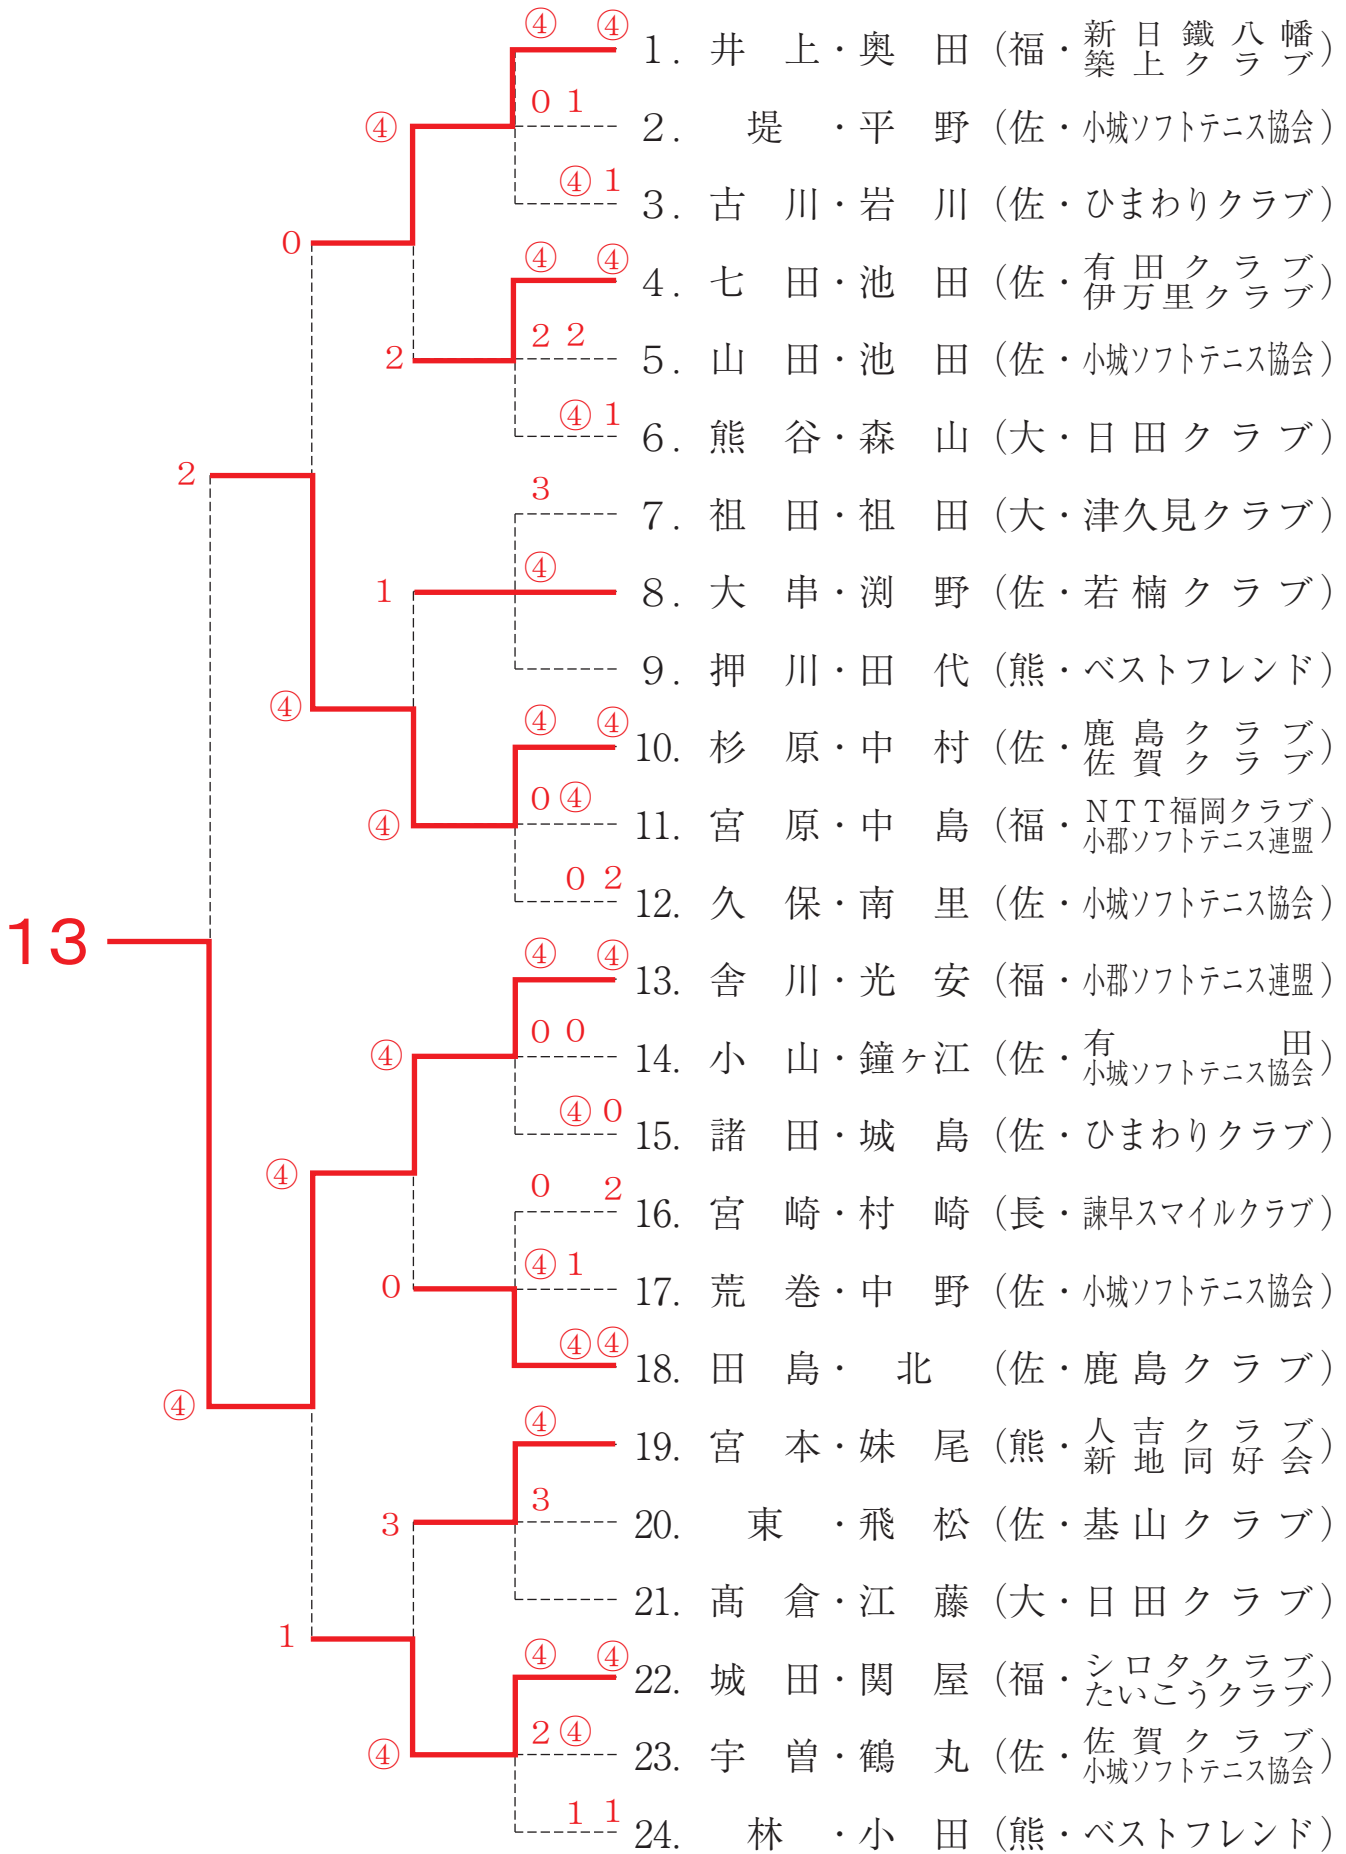 ④ ④
1. 井上・奥田 (福・新日鐵八幡 築上クラブ)
0 1
④
2. 堤・平野 (佐・小城ソフトテニス協会)
④ 1
3. 古川・岩川 (佐・ひまわりクラブ)
0
④ ④
4. 七田・池田 (佐・有田クラブ 伊万里クラブ)
2 2
2
5. 山田・池田 (佐・小城ソフトテニス協会)
④ 1
6. 熊谷・森山 (大・日田クラブ)
2
3
7. 祖田・祖田 (大・津久見クラブ)
④
1
8. 大串・渕野 (佐・若楠クラブ)
9. 押川・田代 (熊・ベストフレンド)
④
④ ④
10. 杉原・中村 (佐・鹿島クラブ 佐賀クラブ)
0 ④
④
11. 宮原・中島 (福・NTT福岡クラブ 小郡ソフトテニス連盟)
0 2
12. 久保・南里 (佐・小城ソフトテニス協会)
13
④ ④
13. 舎川・光安 (福・小郡ソフトテニス連盟)
0 0
④
14. 小山・鐘ヶ江 (佐・有田 小城ソフトテニス協会)
④ 0
15. 諸田・城島 (佐・ひまわりクラブ)
④
0 2
16. 宮崎・村崎 (長・諫早スマイルクラブ)
④ 1
0
17. 荒巻・中野 (佐・小城ソフトテニス協会)
④ ④
18. 田島・北 (佐・鹿島クラブ)
④
④
19. 宮本・妹尾 (熊・人吉クラブ 新地同好会)
3
3
20. 東・飛松 (佐・基山クラブ)
21. 髙倉・江藤 (大・日田クラブ)
1
④ ④
22. 城田・関屋 (福・シロタクラブ たいこうクラブ)
2 ④
④
23. 宇曽・鶴丸 (佐・佐賀クラブ 小城ソフトテニス協会)
1 1
24. 林・小田 (熊・ベストフレンド)